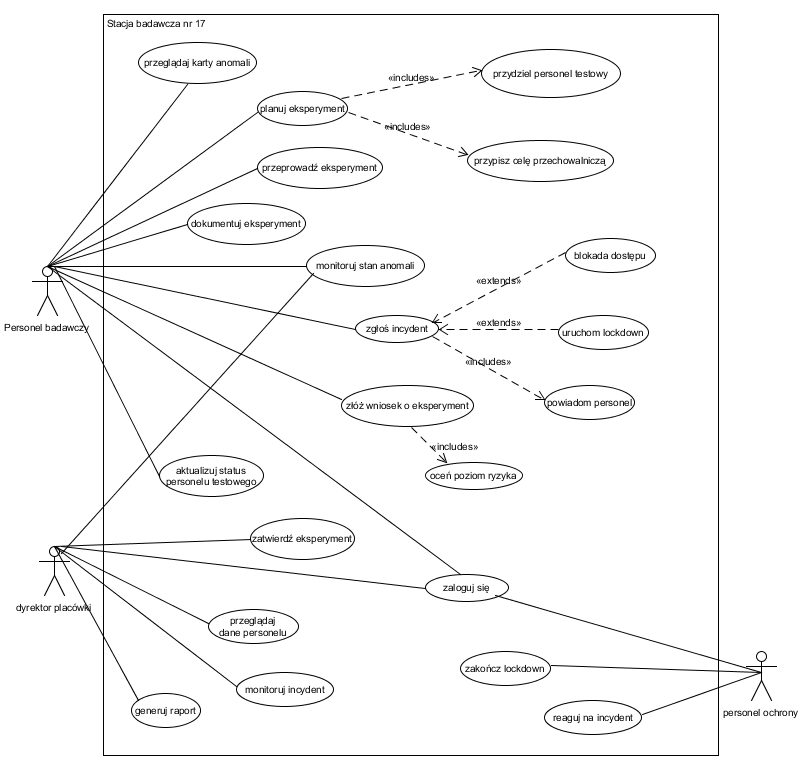 Stacja badawcza nr 17
przeglądaj karty anomali
«includes»
przydziel personel testowy
planuj eksperyment
«includes»
przypisz celę przechowalniczą
przeprowadź eksperyment
dokumentuj eksperyment
monitoruj stan anomali
blokada dostępu
«extends»
Personel badawczy
zgłoś incydent
«extends»
uruchom lockdown
«includes»
powiadom personel
złóż wniosek o eksperyment
«includes»
oceń poziom ryzyka
aktualizuj status
personelu testowego
zatwierdź eksperyment
zaloguj się
dyrektor placówki
przeglądaj
dane personelu
zakończ lockdown
monitoruj incydent
generuj raport
reaguj na incydent
personel ochrony